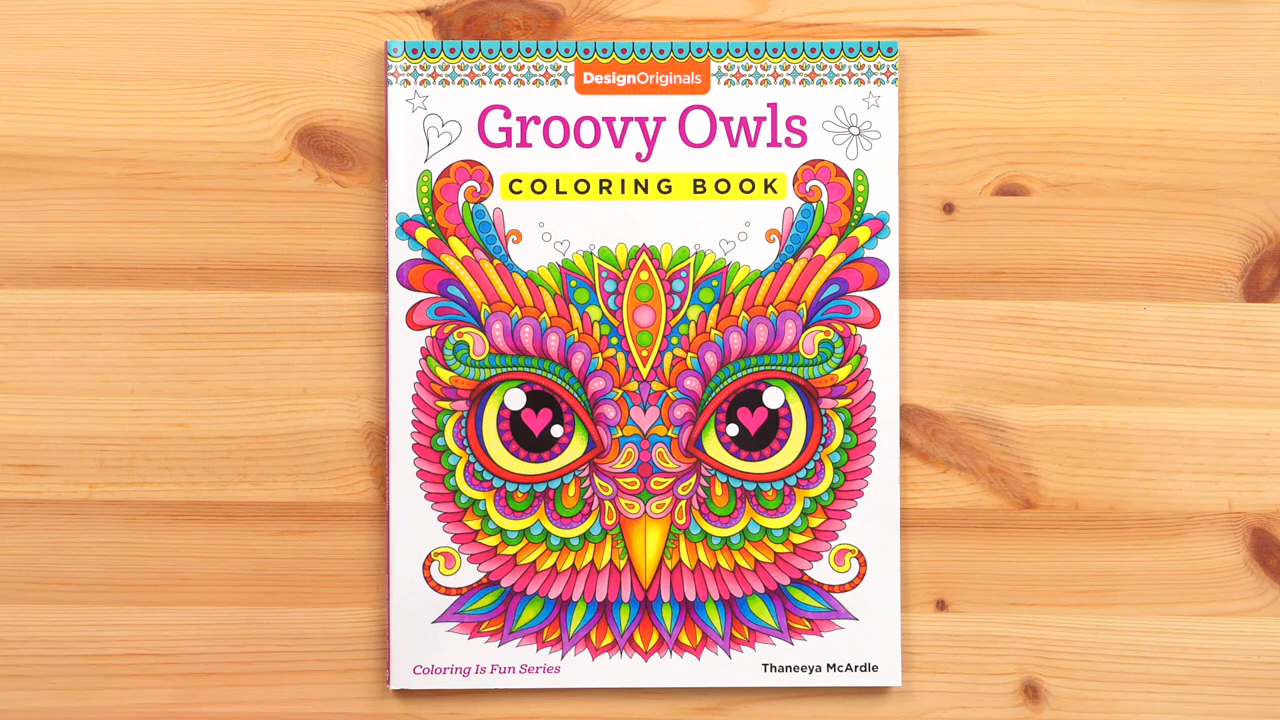 DesignOriginals
Groovy Owls
COLORING BOOK
Coloring Is Fun Series
Thaneeya McArdle